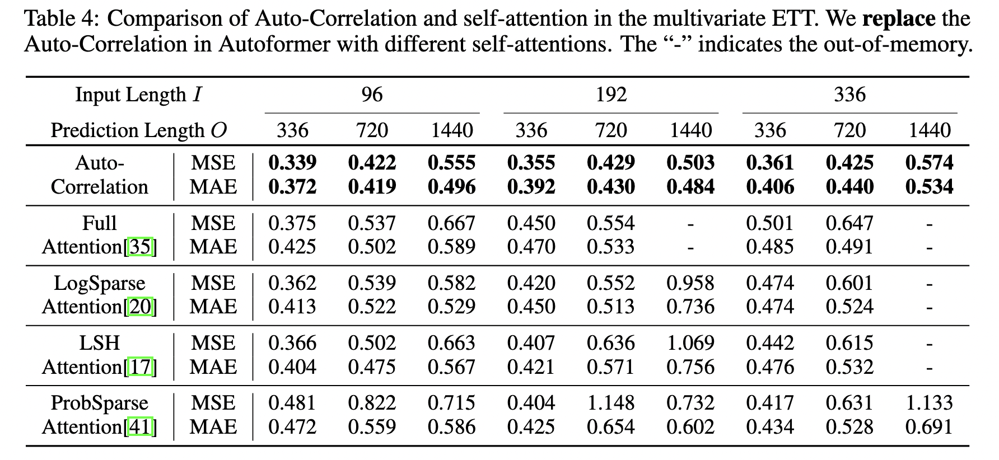 Table 4: Comparison of Auto-Correlation and self-attention in the multivariate ETT. We replace the
Auto-Correlation in Autoformer with different self-attentions. The “-” indicates the out-of-memory.
Input Length I 96 192 336
Prediction Length O 336 720 1440 336 720 1440 336 720 1440
Auto- MSE 0.339 0.422 0.555 0.355 0.429 0.503 0.361 0.425 0.574
Correlation MAE 0.372 0.419 0.496 0.392 0.430 0.484 0.406 0.440 0.534
Full MSE 0.375 0.537 0.667 0.450 0.554 - 0.501 0.647 -
Attention[35] MAE 0.425 0.502 0.589 0.470 0.533 - 0.485 0.491 -
LogSparse MSE 0.362 0.539 0.582 0.420 0.552 0.958 0.474 0.601 -
Attention[20] MAE 0.413 0.522 0.529 0.450 0.513 0.736 0.474 0.524 -
LSH MSE 0.366 0.502 0.663 0.407 0.636 1.069 0.442 0.615 -
Attention[17] MAE 0.404 0.475 0.567 0.421 0.571 0.756 0.476 0.532 -
ProbSparse MSE 0.481 0.822 0.715 0.404 1.148 0.732 0.417 0.631 1.133
Attention[41] MAE 0.472 0.559 0.586 0.425 0.654 0.602 0.434 0.528 0.691